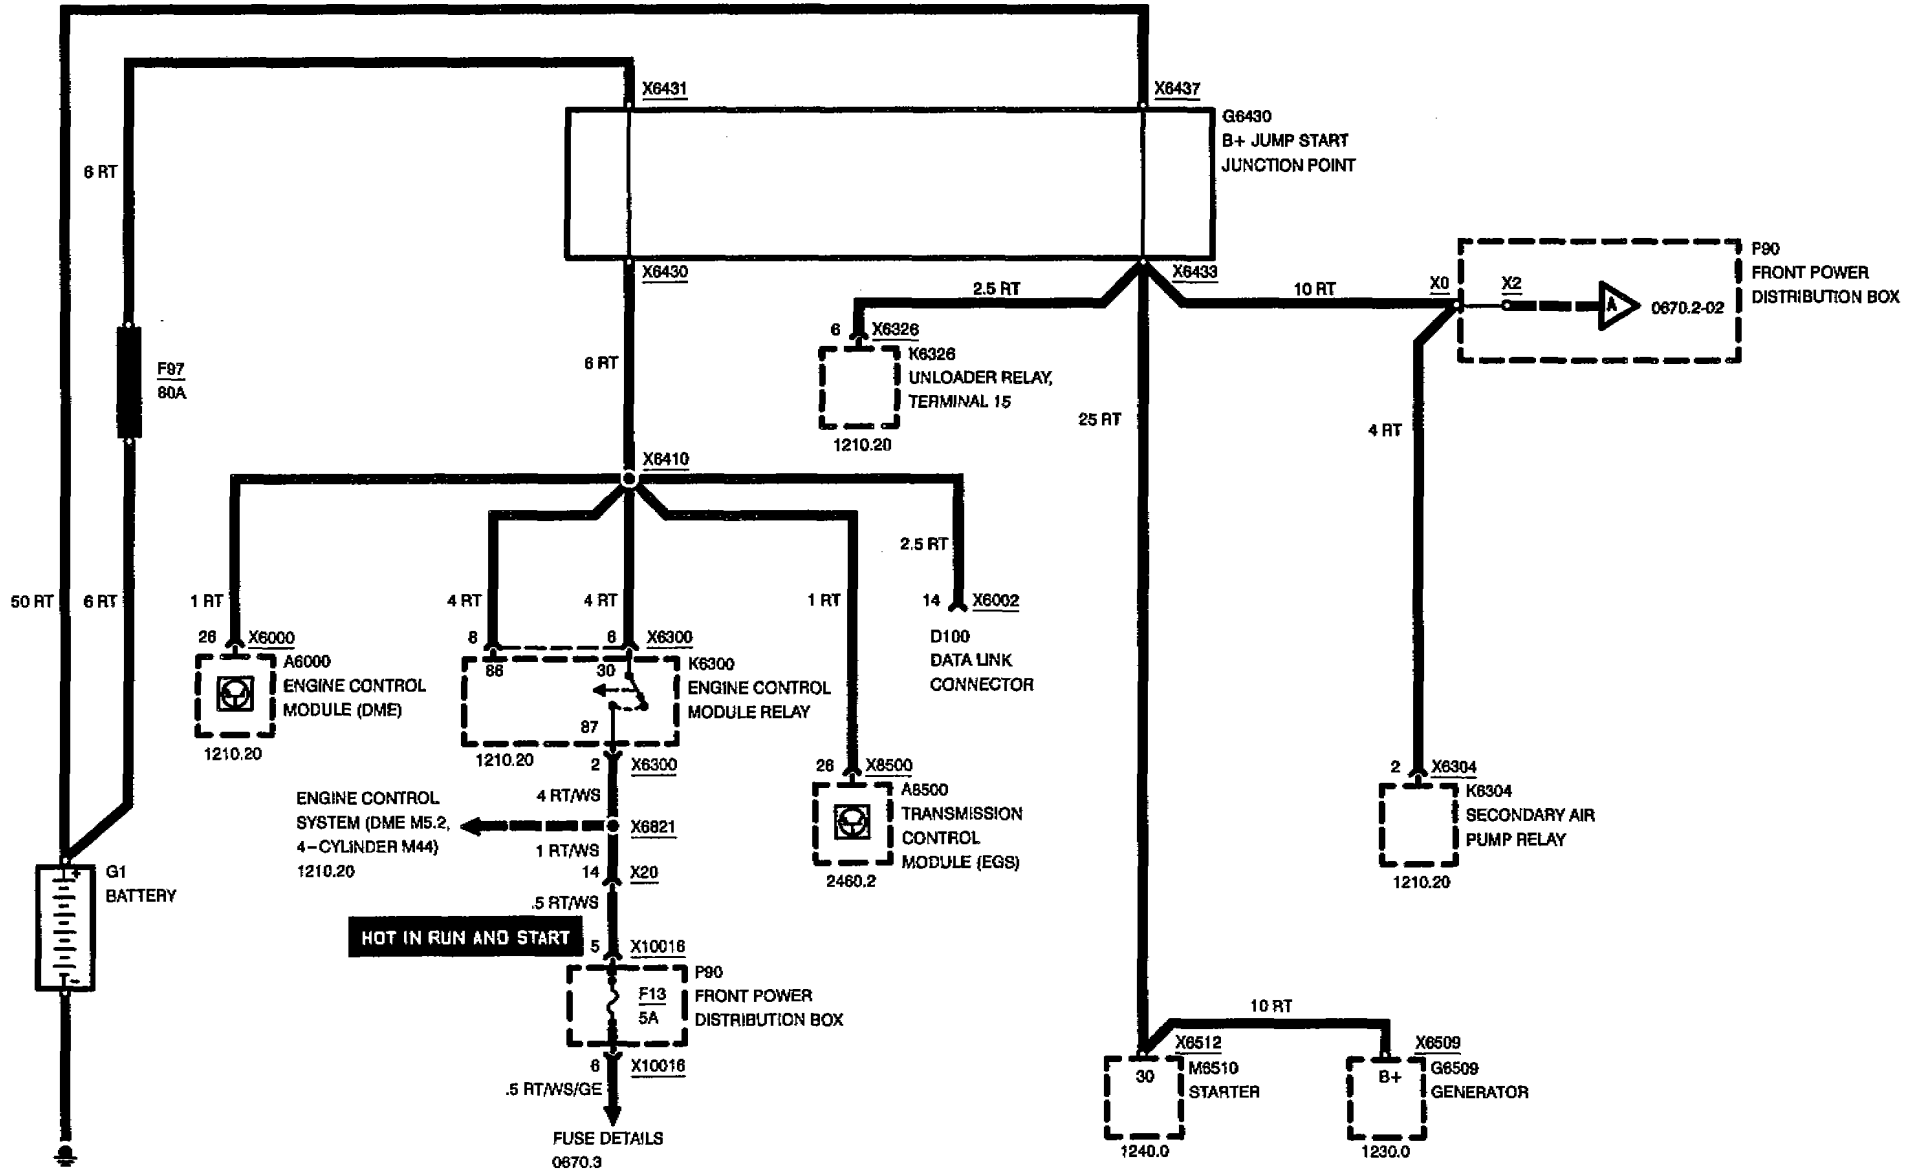 X6431
X6437
G6430
B+ JUMP START
JUNCTION POINT
6 RT
X6430
X6433
2.5 RT
10 RT
X0
X2
A
0670.2-02
P90
FRONT POWER
DISTRIBUTION BOX
6 X6326
K6326
UNLOADER RELAY,
TERMINAL 15
1210.20
F97
80A
6 RT
25 RT
4 RT
X6410
2.5 RT
50 RT
6 RT
1 RT
4 RT
4 RT
1 RT
14 X6002
D100
DATA LINK
CONNECTOR
26 X6000
A6000
ENGINE CONTROL
MODULE (DME)
1210.20
8
6 X6300
86
30
87
K6300
ENGINE CONTROL
MODULE RELAY
1210.20
2 X6300
26 X8500
A8500
TRANSMISSION
CONTROL
MODULE (EGS)
2460.2
2 X6304
K6304
SECONDARY AIR
PUMP RELAY
1210.20
4 RT/WS
ENGINE CONTROL
SYSTEM (DME M5.2,
4-CYLINDER M44)
1210.20
X6821
1 RT/WS
14 X20
.5 RT/WS
G1
BATTERY
+
-
HOT IN RUN AND START
5 X10016
P90
FRONT POWER
DISTRIBUTION BOX
F13
5A
6 X10016
.5 RT/WS/GE
FUSE DETAILS
0670.3
10 RT
X6512
30
M6510
STARTER
1240.0
X6509
B+
G6509
GENERATOR
1230.0